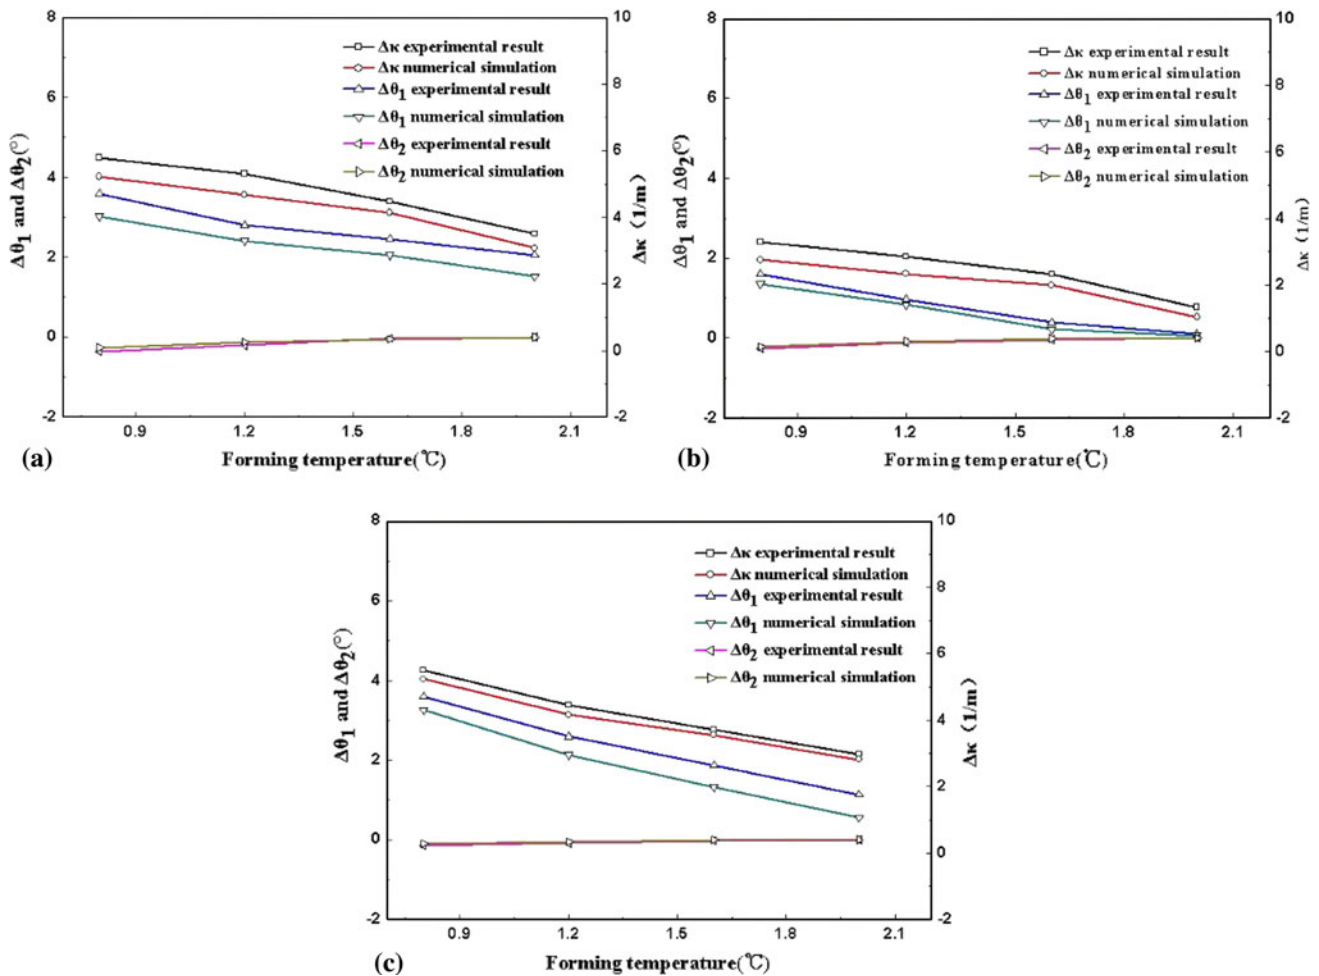 8
6
4
2
0
-2
10
8
6
4
2
0
-2
Δκ experimental result
Δκ numerical simulation
Δθ1 experimental result
Δθ1 numerical simulation
Δθ2 experimental result
Δθ2 numerical simulation
Δθ1 and Δθ2(°)
Δκ（1/m）
0.9 1.2 1.5 1.8 2.1
(a) Forming temperature(℃)
8
6
4
2
0
-2
10
8
6
4
2
0
-2
Δκ experimental result
Δκ numerical simulation
Δθ1 experimental result
Δθ1 numerical simulation
Δθ2 experimental result
Δθ2 numerical simulation
Δθ1 and Δθ2(°)
Δκ（1/m）
0.9 1.2 1.5 1.8 2.1
(b) Forming temperature(℃)
8
6
4
2
0
-2
10
8
6
4
2
0
-2
Δκ experimental result
Δκ numerical simulation
Δθ1 experimental result
Δθ1 numerical simulation
Δθ2 experimental result
Δθ2 numerical simulation
Δθ1 and Δθ2(°)
Δκ（1/m）
0.9 1.2 1.5 1.8 2.1
(c) Forming temperature(℃)